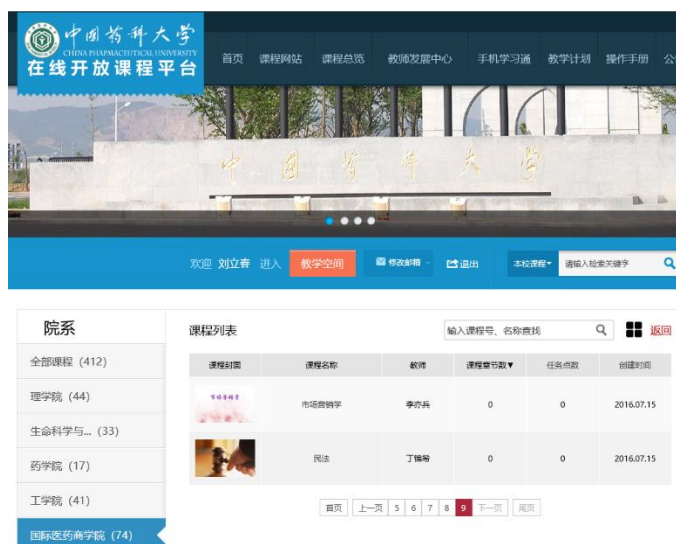 中国药科大学
CHINA PHAPMACEUTICAL UNIVERSITY
在线开放课程平台
首页 课程网站 课程总览 教师发展中心 手机学习通 教学计划 操作手册 公
中国药科大学
欢迎 刘立春 进入 教学空间 修改邮箱 退出 本校课程 请输入检索关键字
院系
课程列表 输入课程号、名称查找 返回
全部课程 (412)
理学院 (44)
生命科学与... (33)
药学院 (17)
工学院 (41)
国际医药商学院 (74)
课程封面 课程名称 教师 课程章节数▼ 任务点数 创建时间
市场营销学 市场营销学 李亦兵 0 0 2016.07.15
民法 丁锦希 0 0 2016.07.15
首页 上一页 5 6 7 8 9 下一页 尾页